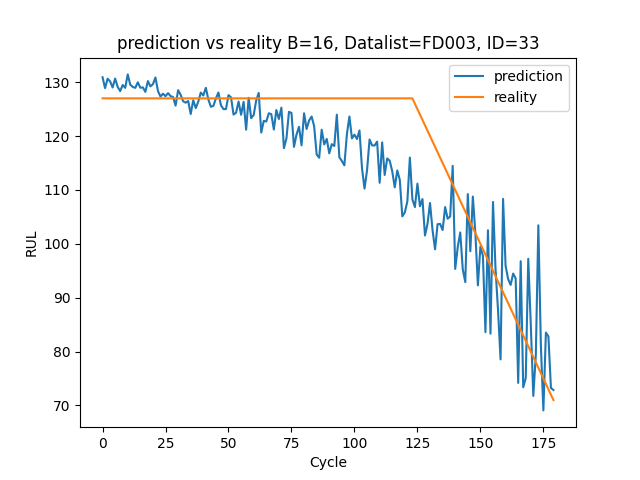 prediction vs reality B=16, Datalist=FD003, ID=33
prediction
reality
RUL
130
120
110
100
90
80
70
0 25 50 75 100 125 150 175
Cycle